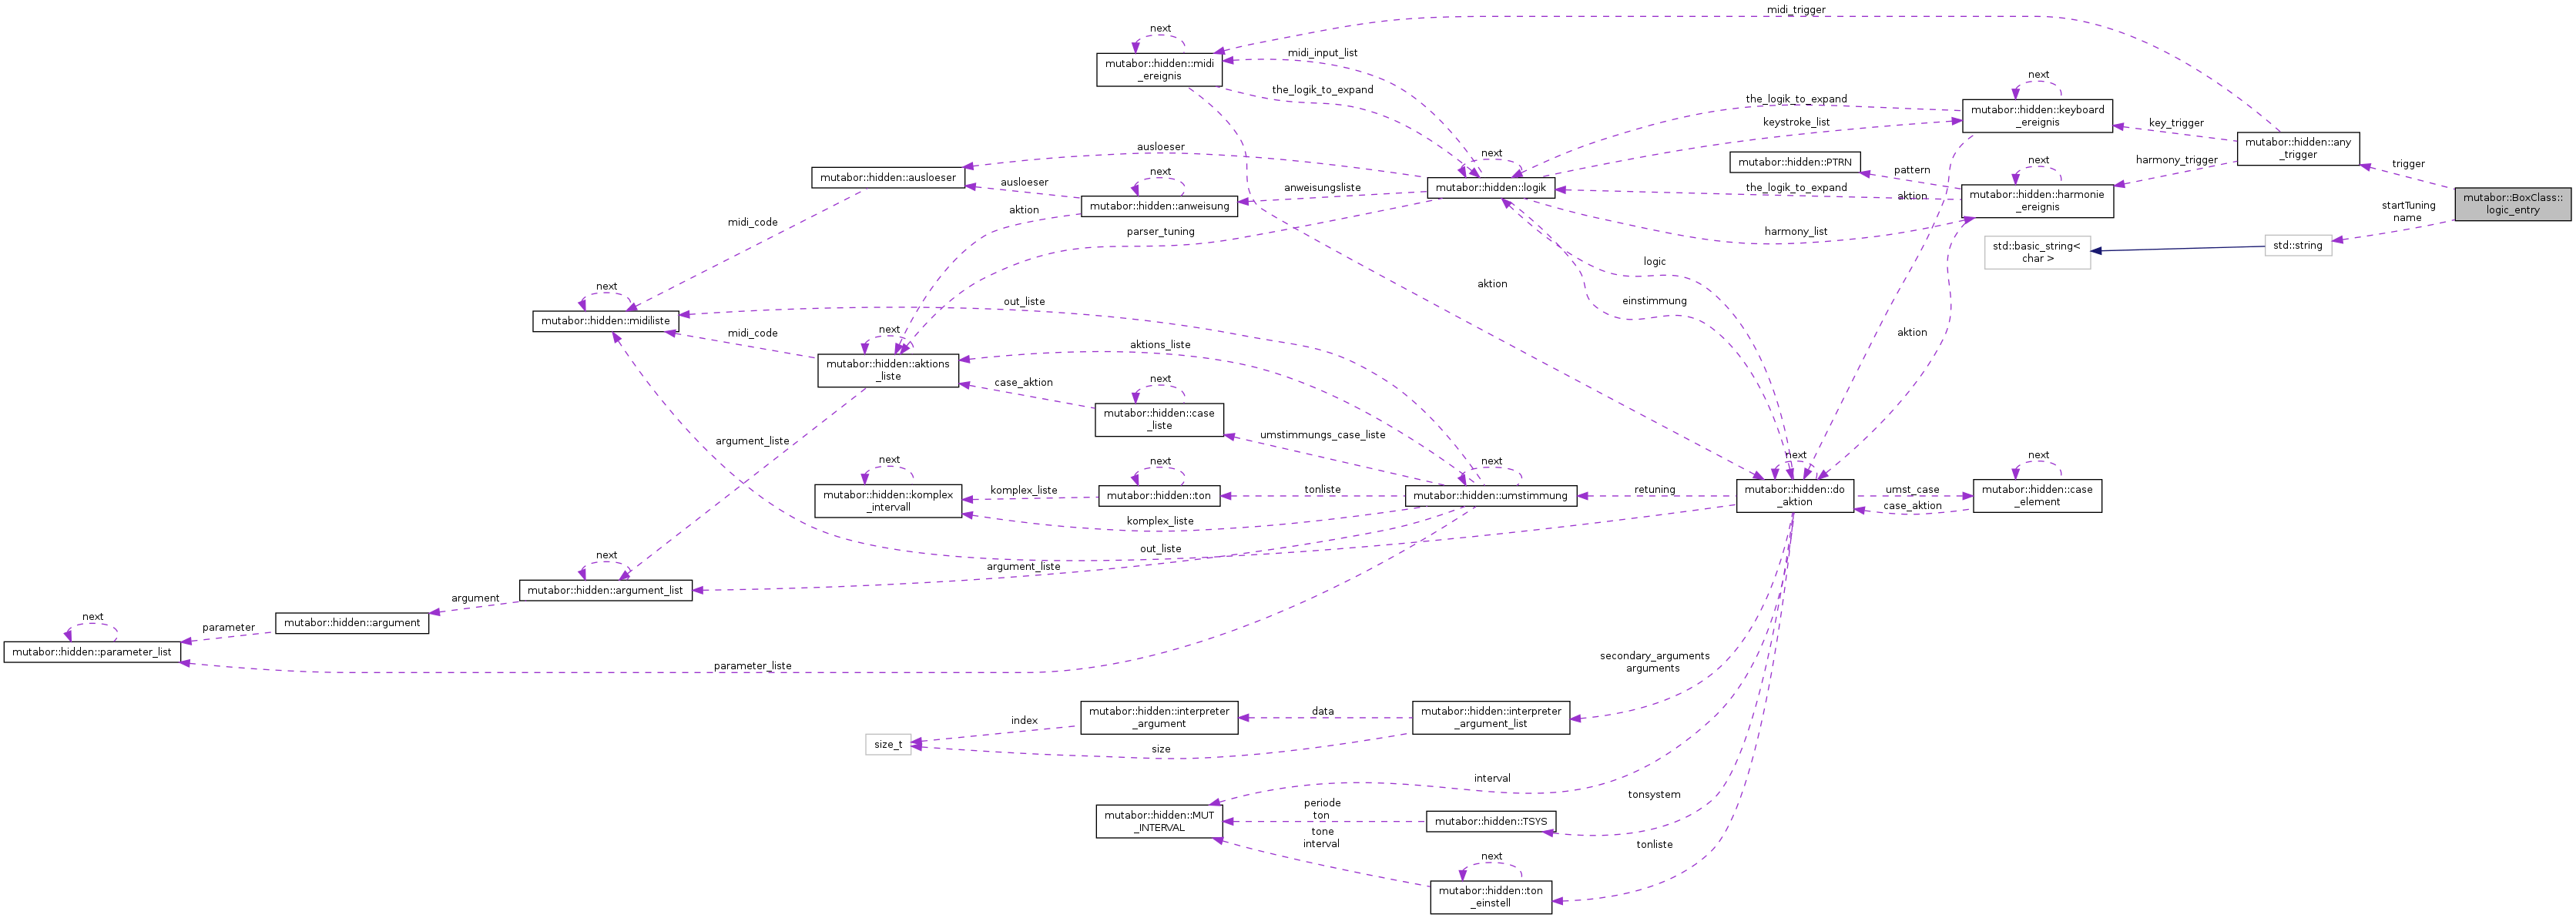 midi_trigger
next
midi_input_list
mutabor::hidden::midi
_ereignis
next
the_logik_to_expand
the_logik_to_expand
mutabor::hidden::keyboard
_ereignis
keystroke_list
key_trigger
mutabor::hidden::any
_trigger
ausloeser
next
mutabor::hidden::PTRN
next
harmony_trigger
trigger
mutabor::hidden::ausloeser
next
ausloeser
anweisungsliste
mutabor::hidden::logik
pattern
the_logik_to_expand
aktion
mutabor::hidden::harmonie
_ereignis
mutabor::BoxClass::
logic_entry
mutabor::hidden::anweisung
aktion
startTuning
name
midi_code
parser_tuning
harmony_list
std::basic_string<
char >
std::string
logic
next
aktion
out_liste
einstimmung
mutabor::hidden::midiliste
midi_code
next
aktion
aktions_liste
mutabor::hidden::aktions
_liste
case_aktion
next
mutabor::hidden::case
_liste
argument_liste
umstimmungs_case_liste
next
next
next
next
next
mutabor::hidden::komplex
_intervall
komplex_liste
mutabor::hidden::ton
tonliste
mutabor::hidden::umstimmung
retuning
mutabor::hidden::do
_aktion
umst_case
case_aktion
mutabor::hidden::case
_element
komplex_liste
out_liste
next
argument_liste
mutabor::hidden::argument_list
argument
next
mutabor::hidden::argument
parameter
mutabor::hidden::parameter_list
parameter_liste
secondary_arguments
arguments
index
mutabor::hidden::interpreter
_argument
data
mutabor::hidden::interpreter
_argument_list
size_t
size
interval
tonsystem
periode
ton
mutabor::hidden::MUT
_INTERVAL
mutabor::hidden::TSYS
tone
interval
tonliste
next
mutabor::hidden::ton
_einstell